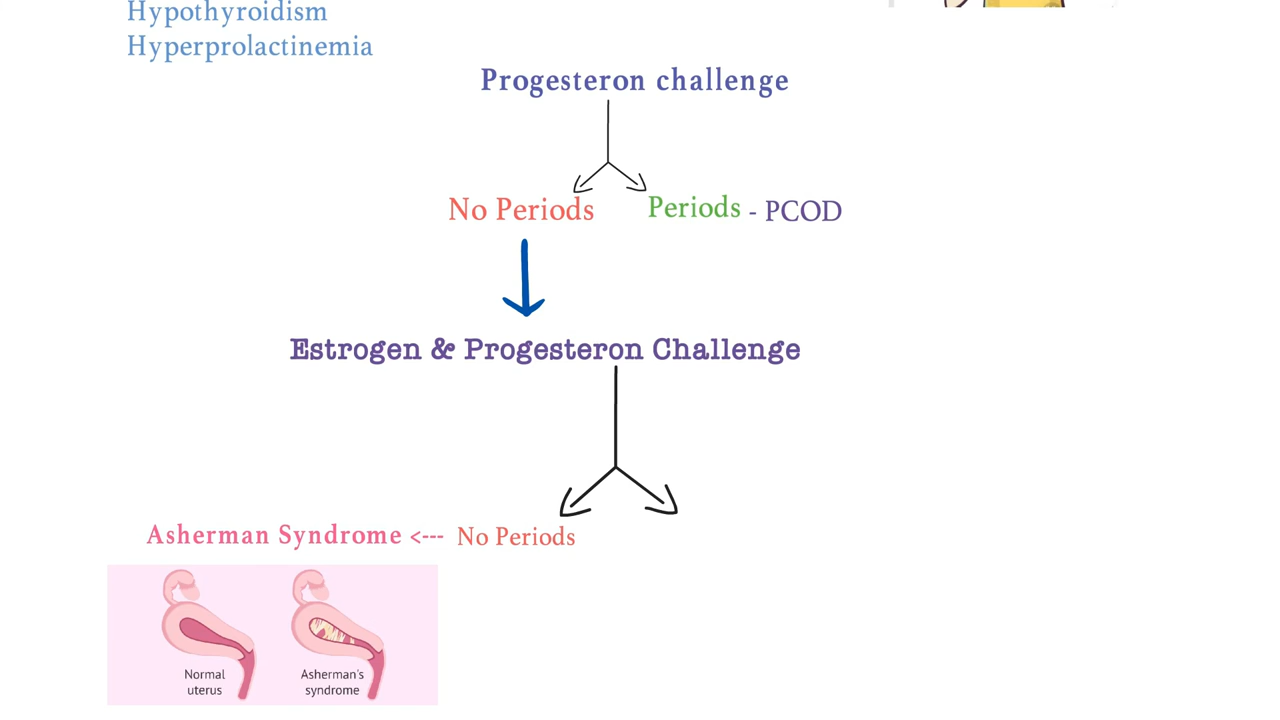 Hypothyroidism
Hyperprolactinemia
Progesteron challenge
No Periods
Periods - PCOD
Estrogen & Progesteron Challenge
Asherman Syndrome <--- No Periods
Normal
uterus
Asherman's
syndrome